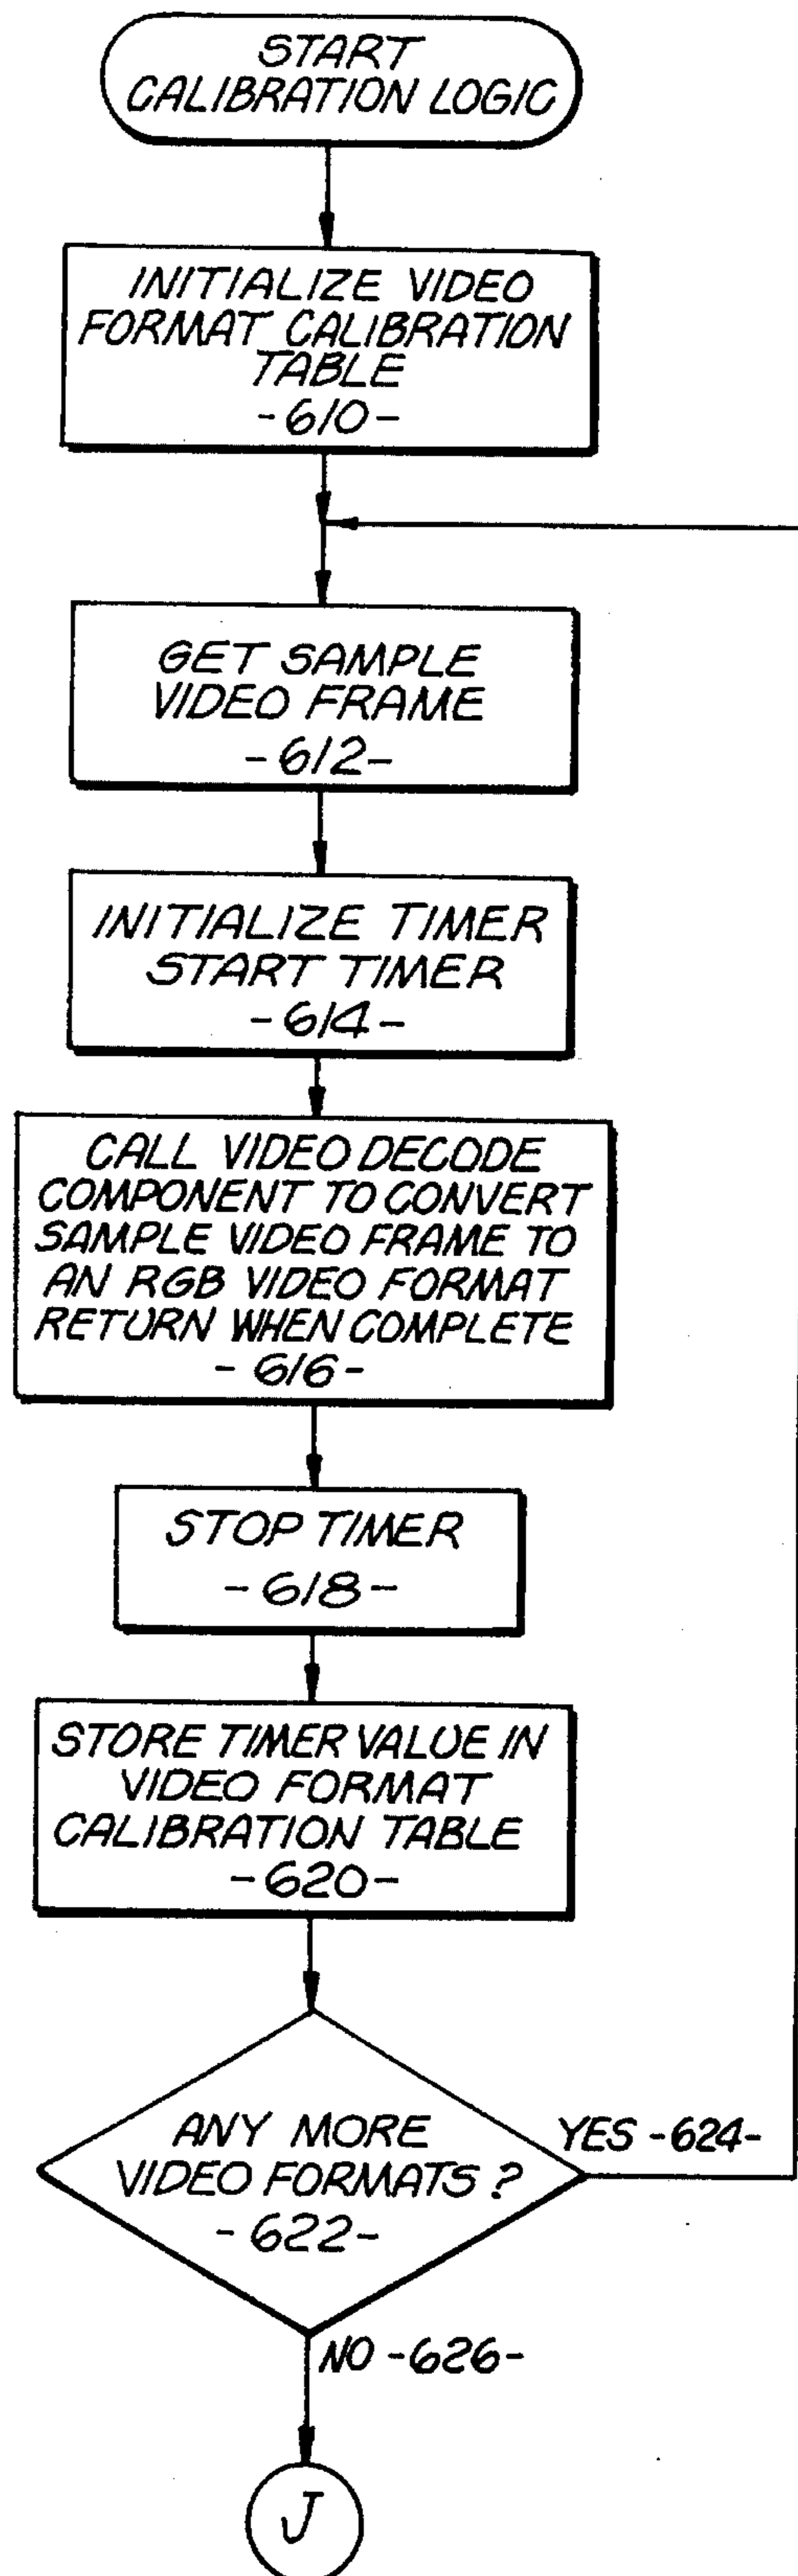 START
CALIBRATION LOGIC
INITIALIZE VIDEO
FORMAT CALIBRATION
TABLE
-610-
GET SAMPLE
VIDEO FRAME
-612-
INITIALIZE TIMER
START TIMER
-614-
CALL VIDEO DECODE
COMPONENT TO CONVERT
SAMPLE VIDEO FRAME TO
AN RGB VIDEO FORMAT
RETURN WHEN COMPLETE
-616-
STOP TIMER
-618-
STORE TIMER VALUE IN
VIDEO FORMAT
CALIBRATION TABLE
-620-
ANY MORE
VIDEO FORMATS?
-622-
YES -624-
NO -626-
J